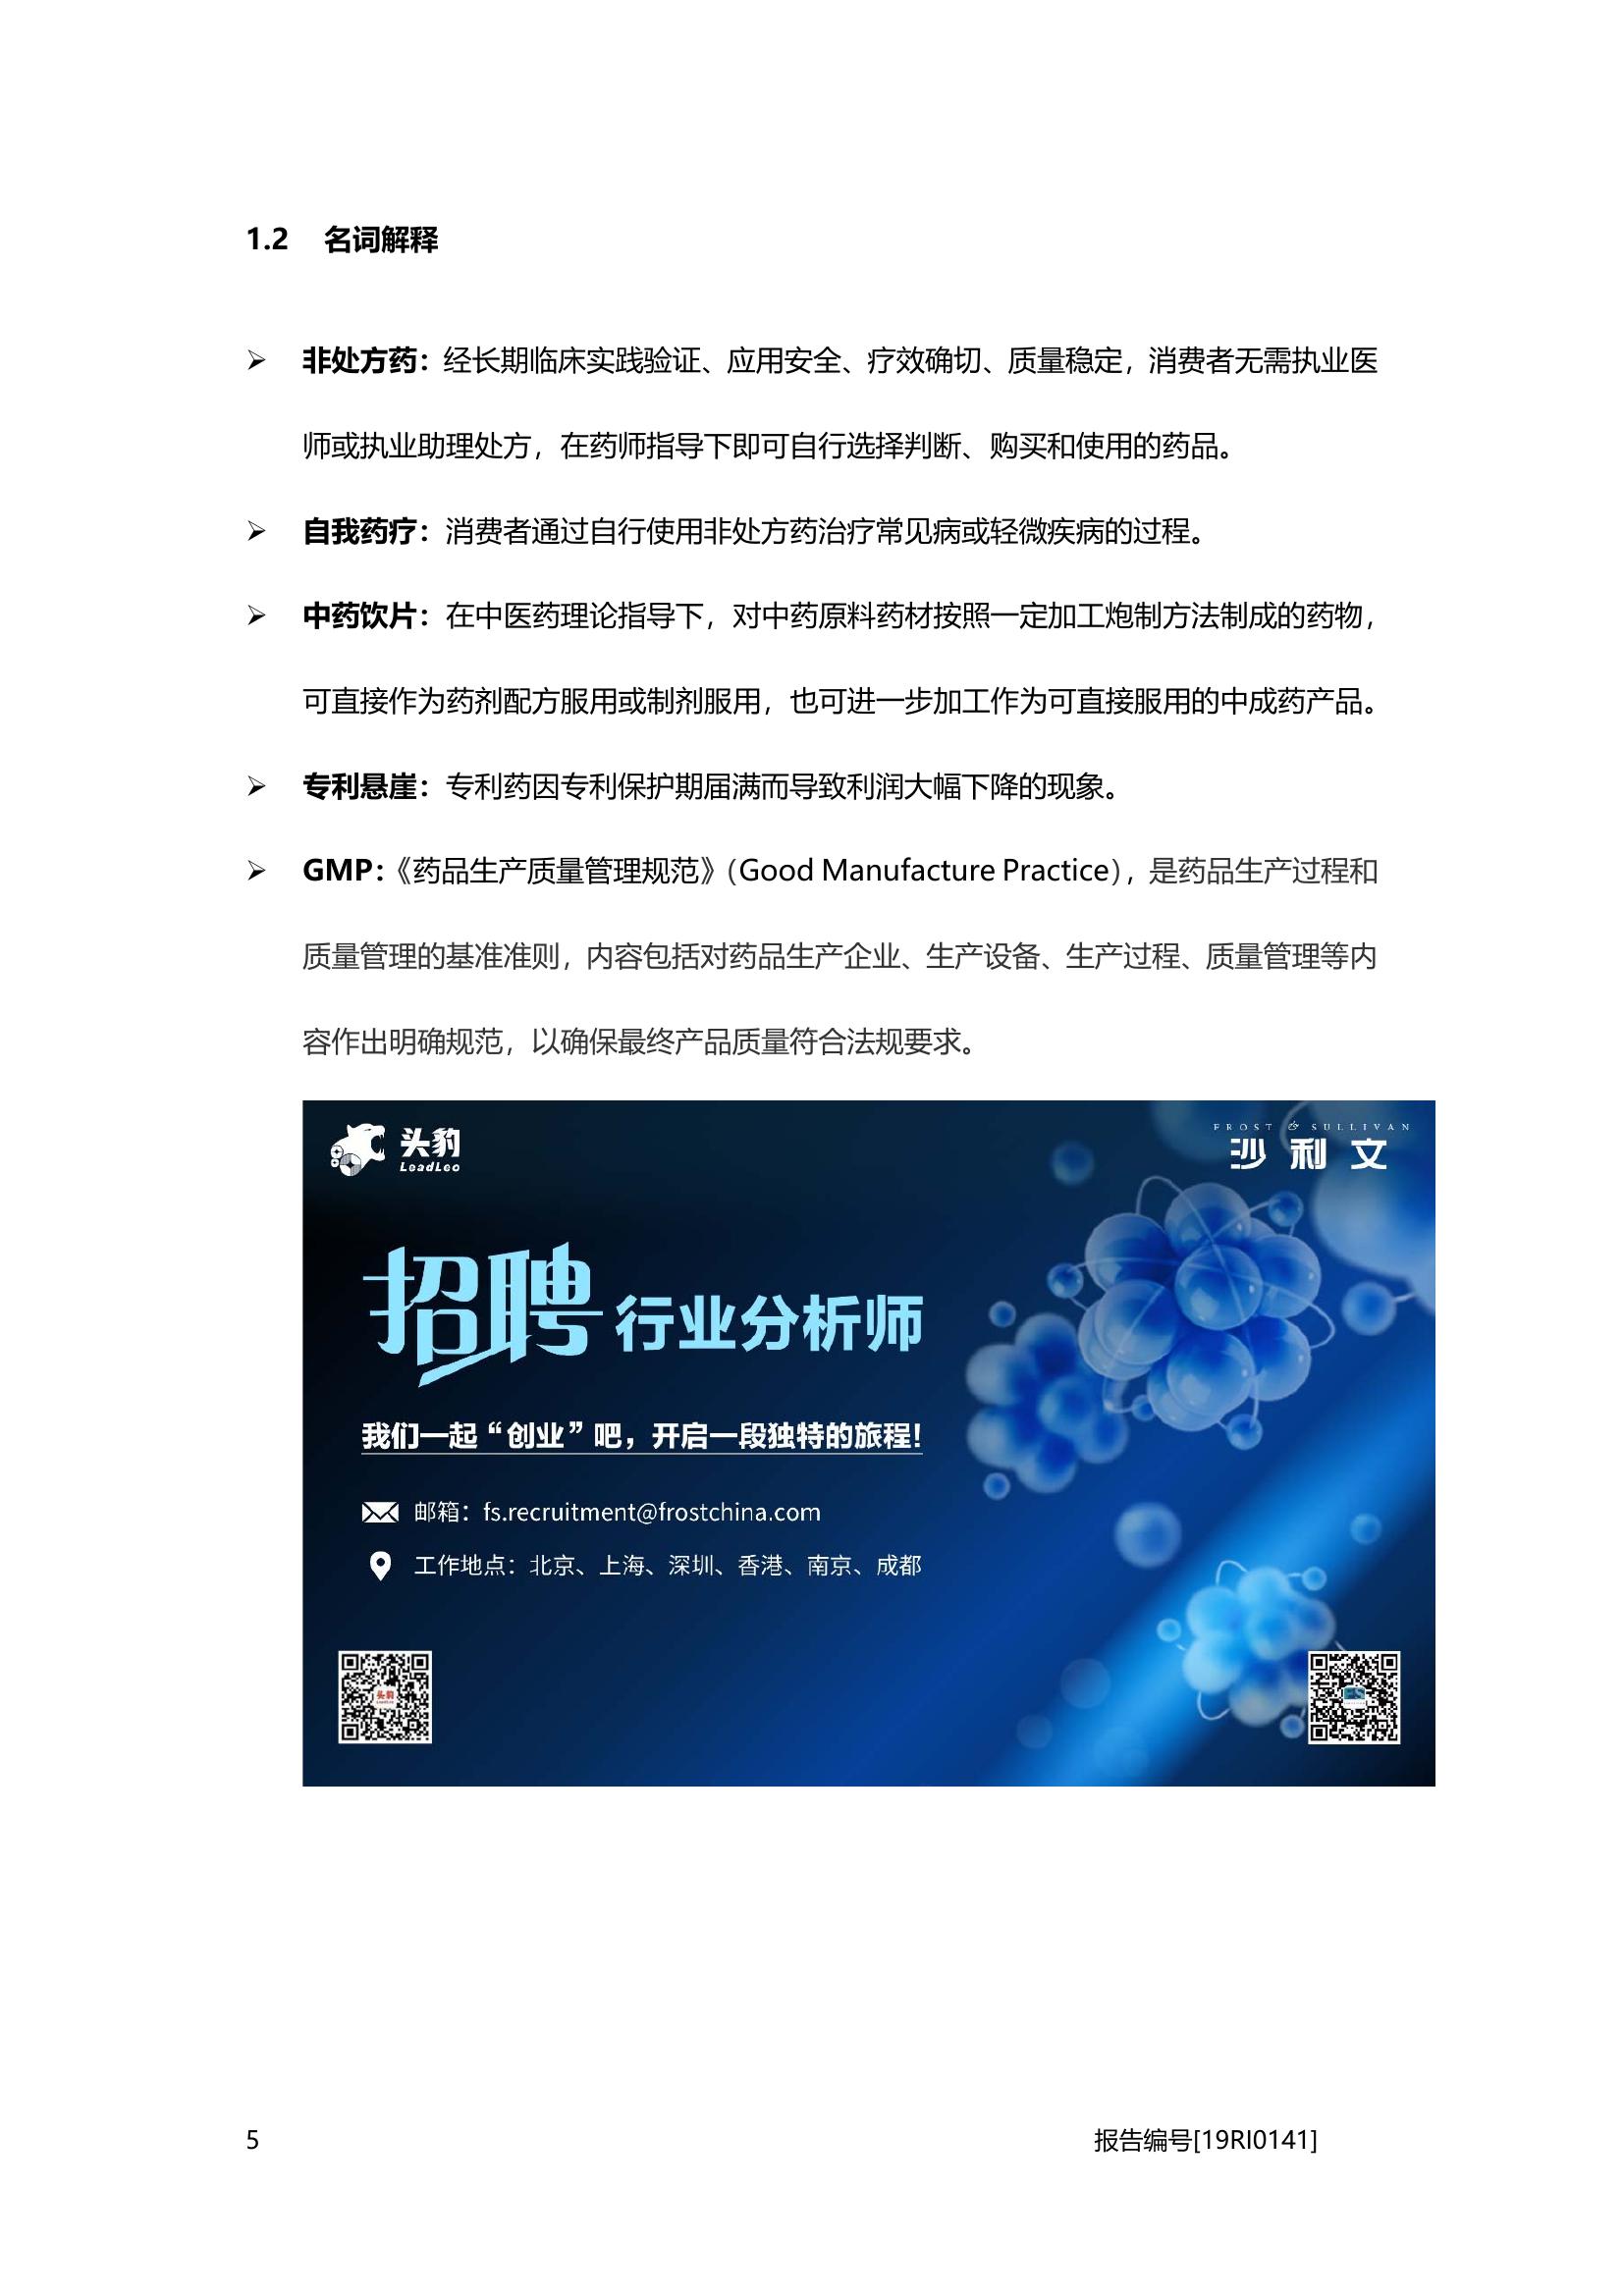 1.2 名词解释
➢ 非处方药：经长期临床实践验证、应用安全、疗效确切、质量稳定，消费者无需执业医
师或执业助理处方，在药师指导下即可自行选择判断、购买和使用的药品。
➢ 自我药疗：消费者通过自行使用非处方药治疗常见病或轻微疾病的过程。
➢ 中药饮片：在中医药理论指导下，对中药原料药材按照一定加工炮制方法制成的药物，
可直接作为药剂配方服用或制剂服用，也可进一步加工作为可直接服用的中成药产品。
➢ 专利悬崖：专利药因专利保护期届满而导致利润大幅下降的现象。
➢ GMP：《药品生产质量管理规范》（Good Manufacture Practice），是药品生产过程和
质量管理的基准准则，内容包括对药品生产企业、生产设备、生产过程、质量管理等内
容作出明确规范，以确保最终产品质量符合法规要求。
头豹
LeadLeo
FROST & SULLIVAN
沙利文
招聘 行业分析师
我们一起“创业”吧，开启一段独特的旅程！
邮箱：fs.recruitment@frostchina.com
工作地点：北京、上海、深圳、香港、南京、成都
头豹
5 报告编号[19RI0141]